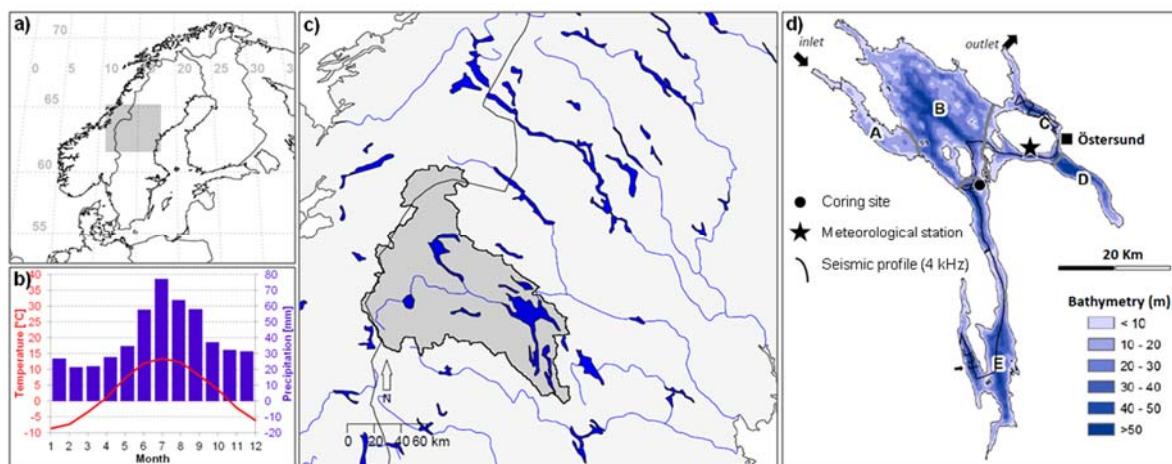 a)
70
0 5 10 15 20 25 30 35
65
60
55
b)
Temperature [°C]
40
35
30
25
20
15
10
5
0
-5
-10
Precipitation [mm]
80
70
60
50
40
30
20
10
0
-10
-20
1 2 3 4 5 6 7 8 9 10 11 12
Month
c)
N
0 20 40 60 km
d)
inlet
outlet
A
B
C
D
E
Östersund
Coring site
Meteorological station
Seismic profile (4 kHz)
20 Km
Bathymetry (m)
< 10
10 - 20
20 - 30
30 - 40
40 - 50
>50